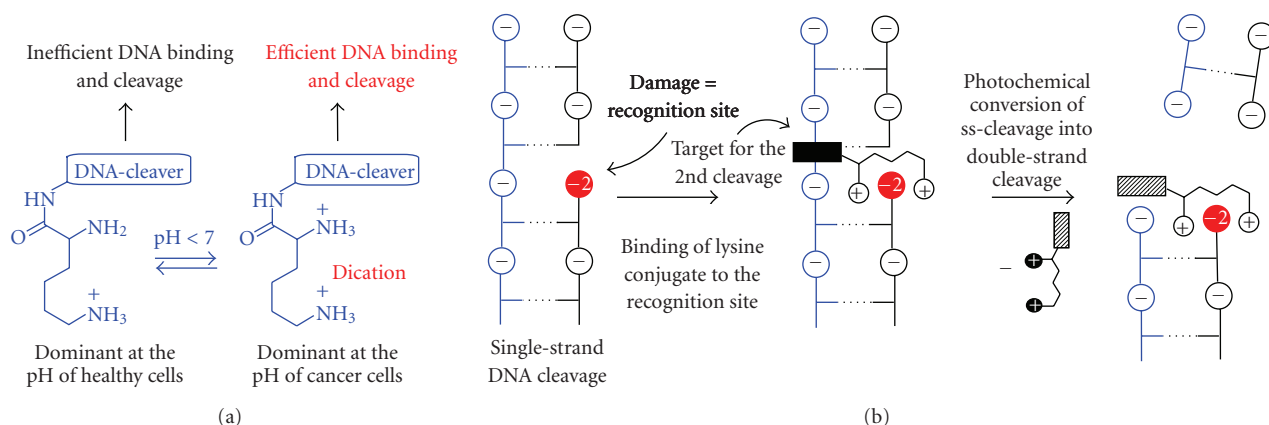 Inefficient DNA binding
and cleavage
Efficient DNA binding
and cleavage
DNA-cleaver
HN
O
NH2
+
NH3
pH < 7
DNA-cleaver
HN
O
+
NH3
Dication
+
NH3
Dominant at the
pH of healthy cells
Dominant at the
pH of cancer cells
(a)
− −
− −
− −2
− −
Single-strand
DNA cleavage
Damage =
recognition site
Target for the
2nd cleavage
Binding of lysine
conjugate to the
recognition site
− −
− −
− + −2 +
− −
Photochemical
conversion of
ss-cleavage into
double-strand
cleavage
−
+
+
− −
− −
− + −2 +
− −
(b)